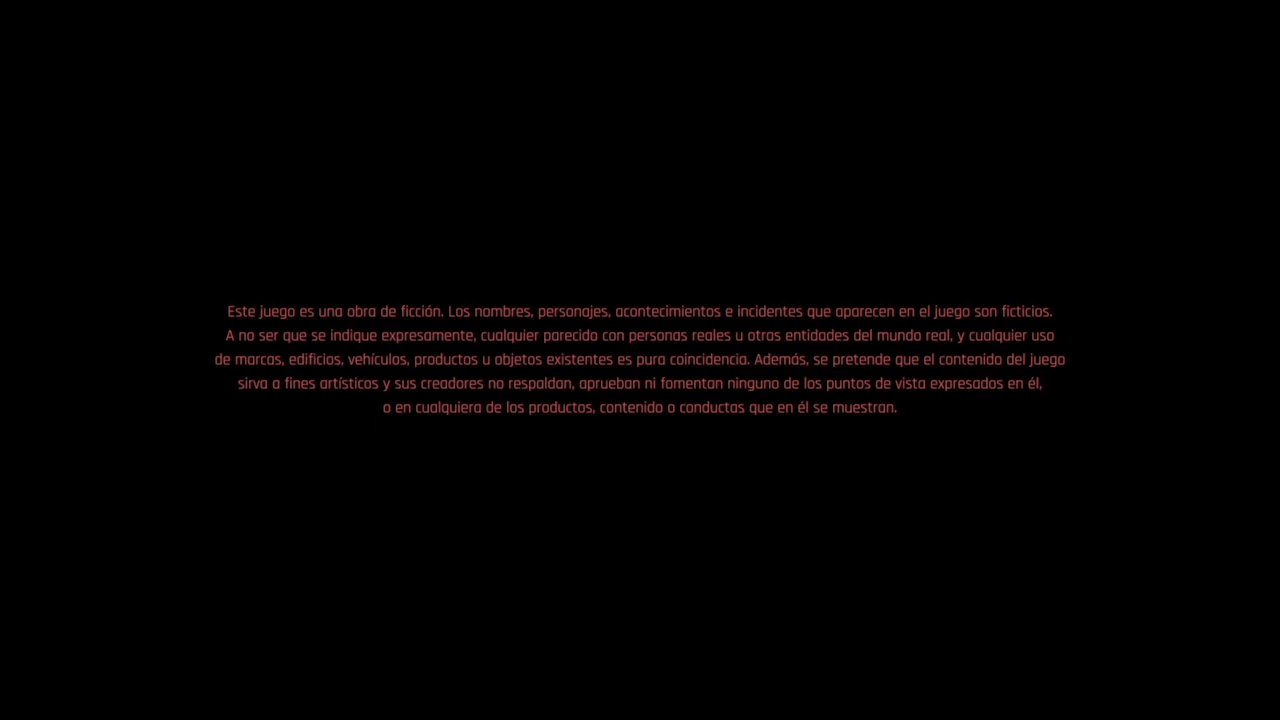 Este juego es una obra de ficción. Los nombres, personajes, acontecimientos e incidentes que aparecen en el juego son ficticios.
A no ser que se indique expresamente, cualquier parecido con personas reales u otras entidades del mundo real, y cualquier uso
de marcas, edificios, vehículos, productos u objetos existentes es pura coincidencia. Además, se pretende que el contenido del juego
sirva a fines artísticos y sus creadores no respaldan, aprueban ni fomentan ninguno de los puntos de vista expresados en él,
o en cualquiera de los productos, contenido o conductas que en él se muestran.